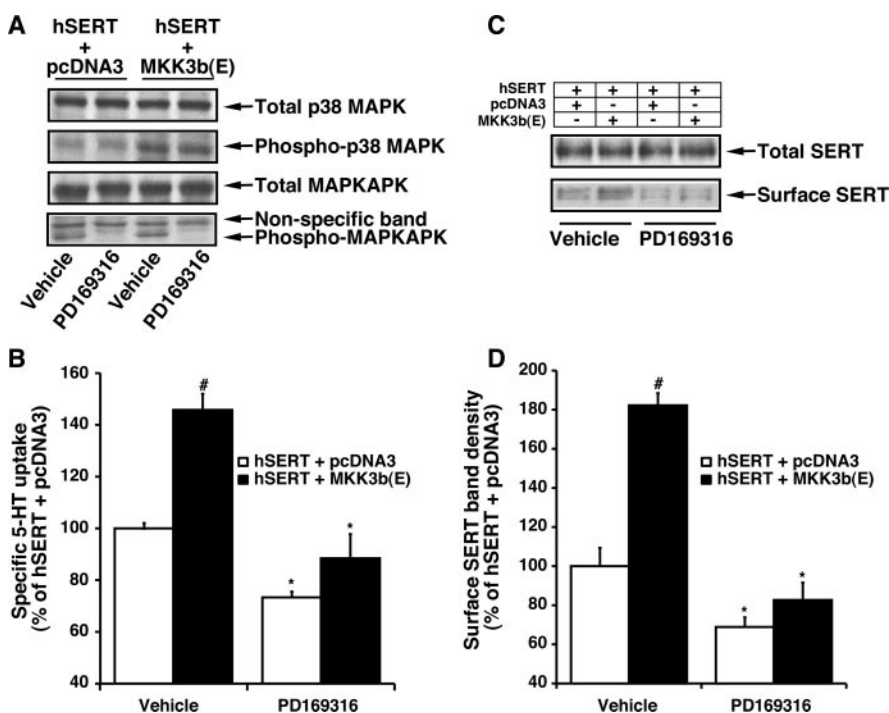 A
hSERT + pcDNA3
hSERT + MKK3b(E)
Total p38 MAPK
Phospho-p38 MAPK
Total MAPKAPK
Non-specific band
Phospho-MAPKAPK
Vehicle
PD169316
Vehicle
PD169316
C
hSERT + + + +
pcDNA3 + - + -
MKK3b(E) - + - +
Total SERT
Surface SERT
Vehicle PD169316
B
Specific 5-HT uptake
(% of hSERT + pcDNA3)
160
140
120
100
80
60
40
#
*
*
hSERT + pcDNA3
hSERT + MKK3b(E)
Vehicle PD169316
D
Surface SERT band density
(% of hSERT + pcDNA3)
200
180
160
140
120
100
80
60
40
#
*
*
hSERT + pcDNA3
hSERT + MKK3b(E)
Vehicle PD169316